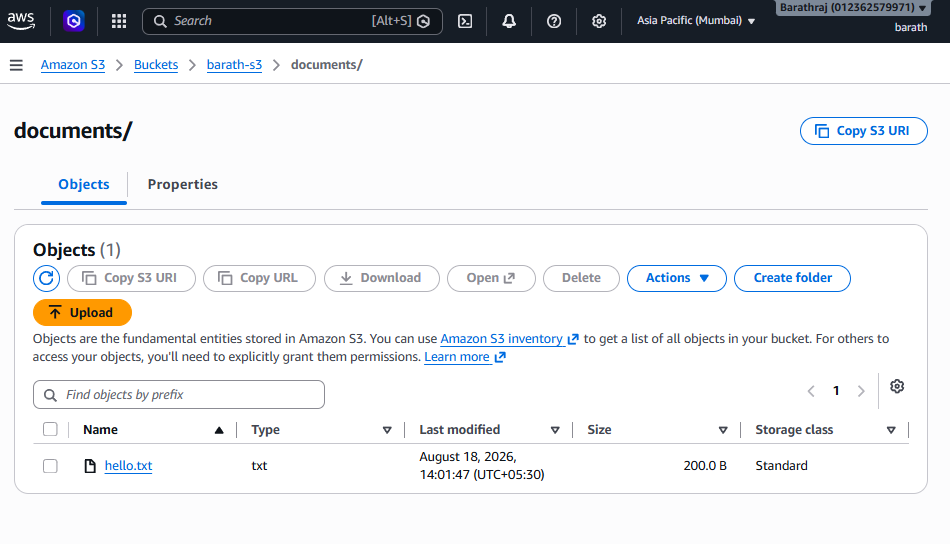 aws
Search [Alt+S]
Asia Pacific (Mumbai)
Barathraj (012362579971)
barath
Amazon S3 > Buckets > barath-s3 > documents/
documents/
Copy S3 URI
Objects Properties
Objects (1)
Copy S3 URI Copy URL Download Open Delete Actions Create folder
Upload
Objects are the fundamental entities stored in Amazon S3. You can use Amazon S3 inventory to get a list of all objects in your bucket. For others to
access your objects, you'll need to explicitly grant them permissions. Learn more
Find objects by prefix
1
Name Type Last modified Size Storage class
hello.txt txt August 18, 2026, 200.0 B Standard
14:01:47 (UTC+05:30)